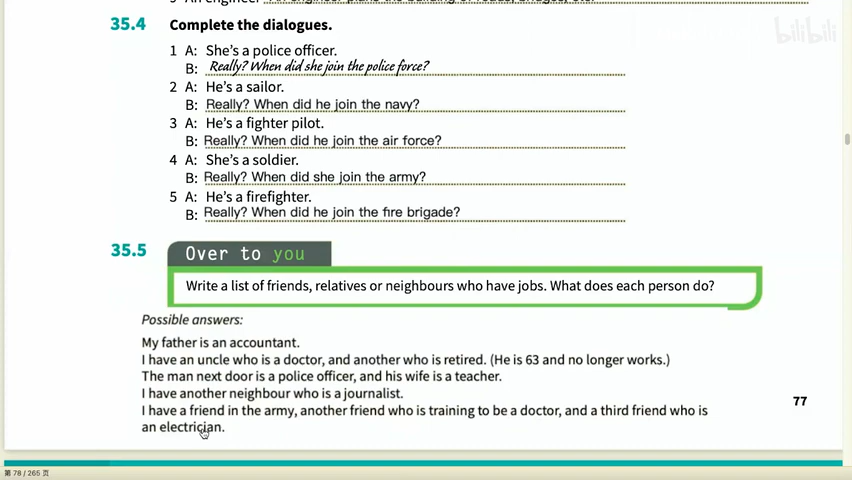 35.4 Complete the dialogues.
1 A: She's a police officer.
B: Really? When did she join the police force?
2 A: He's a sailor.
B: Really? When did he join the navy?
3 A: He's a fighter pilot.
B: Really? When did he join the air force?
4 A: She's a soldier.
B: Really? When did she join the army?
5 A: He's a firefighter.
B: Really? When did he join the fire brigade?
35.5 Over to you
Write a list of friends, relatives or neighbours who have jobs. What does each person do?
Possible answers:
My father is an accountant.
I have an uncle who is a doctor, and another who is retired. (He is 63 and no longer works.)
The man next door is a police officer, and his wife is a teacher.
I have another neighbour who is a journalist.
I have a friend in the army, another friend who is training to be a doctor, and a third friend who is
an electrician.
77
第 78 / 265 页
bilibili